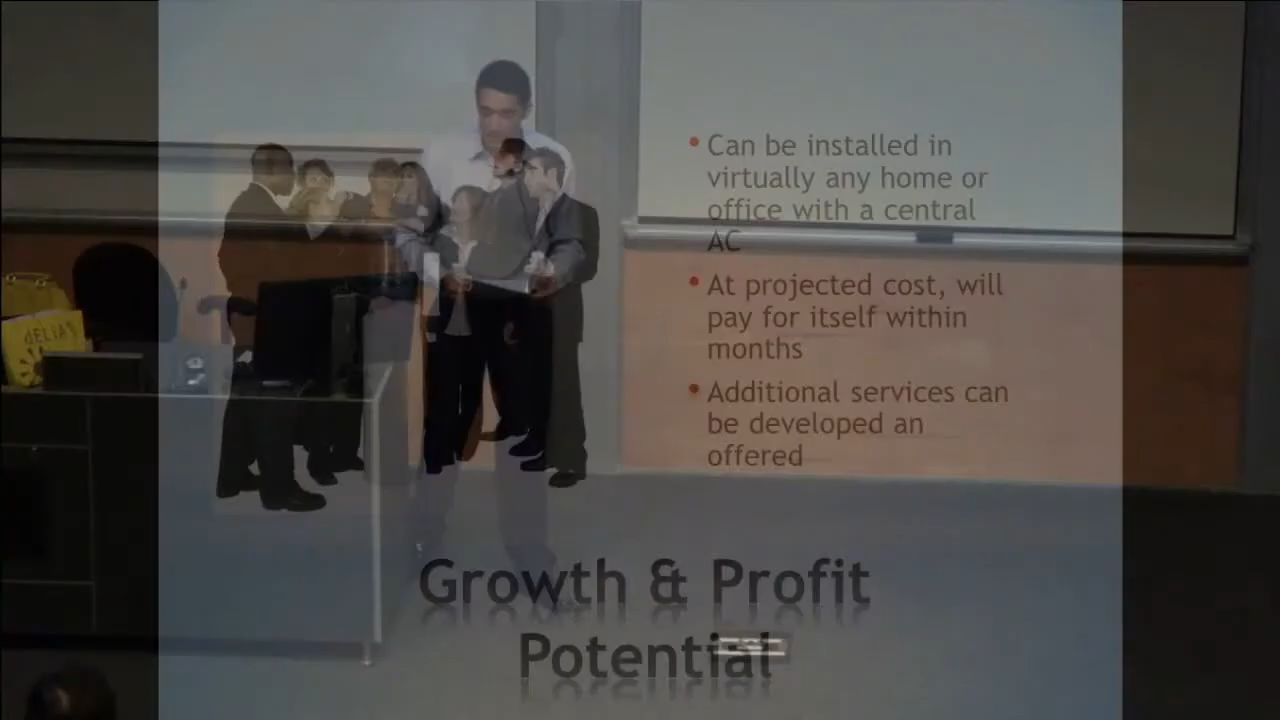 • Can be installed in
virtually any home or
office with a central
AC
• At projected cost, will
pay for itself within
months
• Additional services can
be developed an
offered
dELiA*s
Growth & Profit
Potential